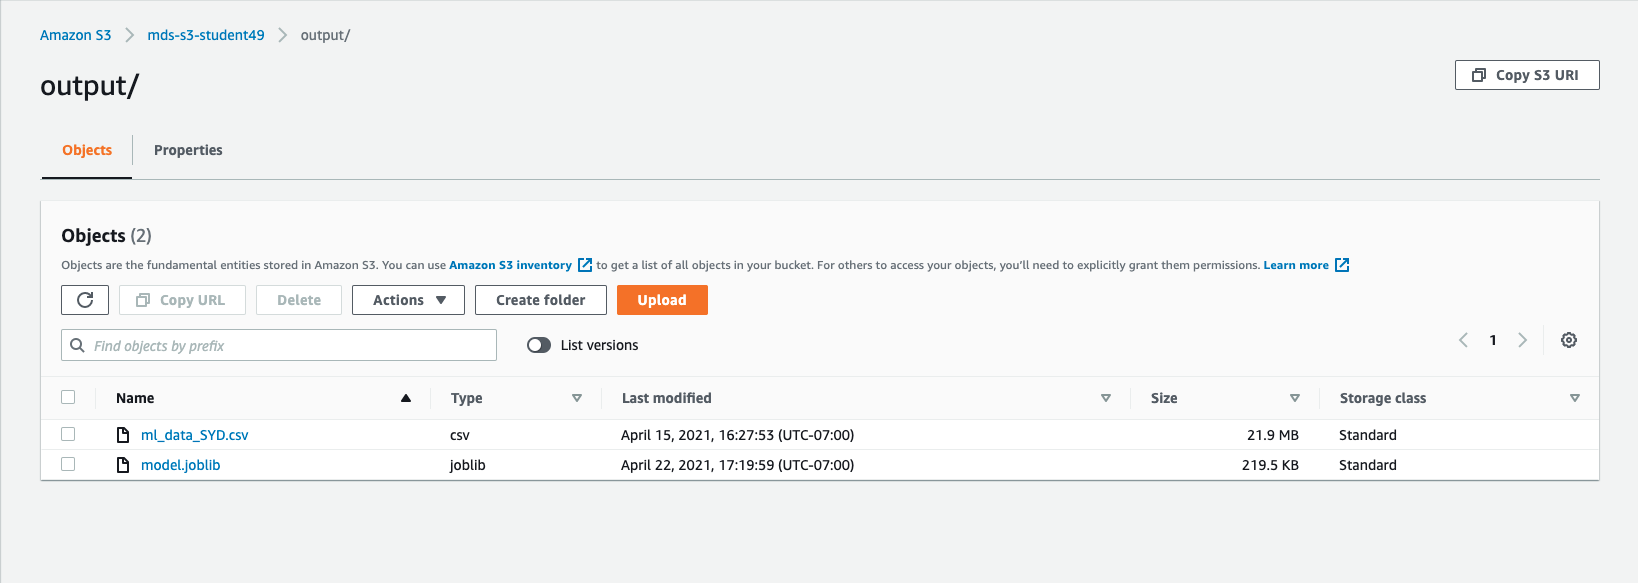 Amazon S3 > mds-s3-student49 > output/
output/
Copy S3 URI
Objects Properties
Objects (2)
Objects are the fundamental entities stored in Amazon S3. You can use Amazon S3 inventory to get a list of all objects in your bucket. For others to access your objects, you'll need to explicitly grant them permissions. Learn more
Copy URL Delete Actions Create folder Upload
Find objects by prefix List versions 1
Name Type Last modified Size Storage class
ml_data_SYD.csv csv April 15, 2021, 16:27:53 (UTC-07:00) 21.9 MB Standard
model.joblib joblib April 22, 2021, 17:19:59 (UTC-07:00) 219.5 KB Standard